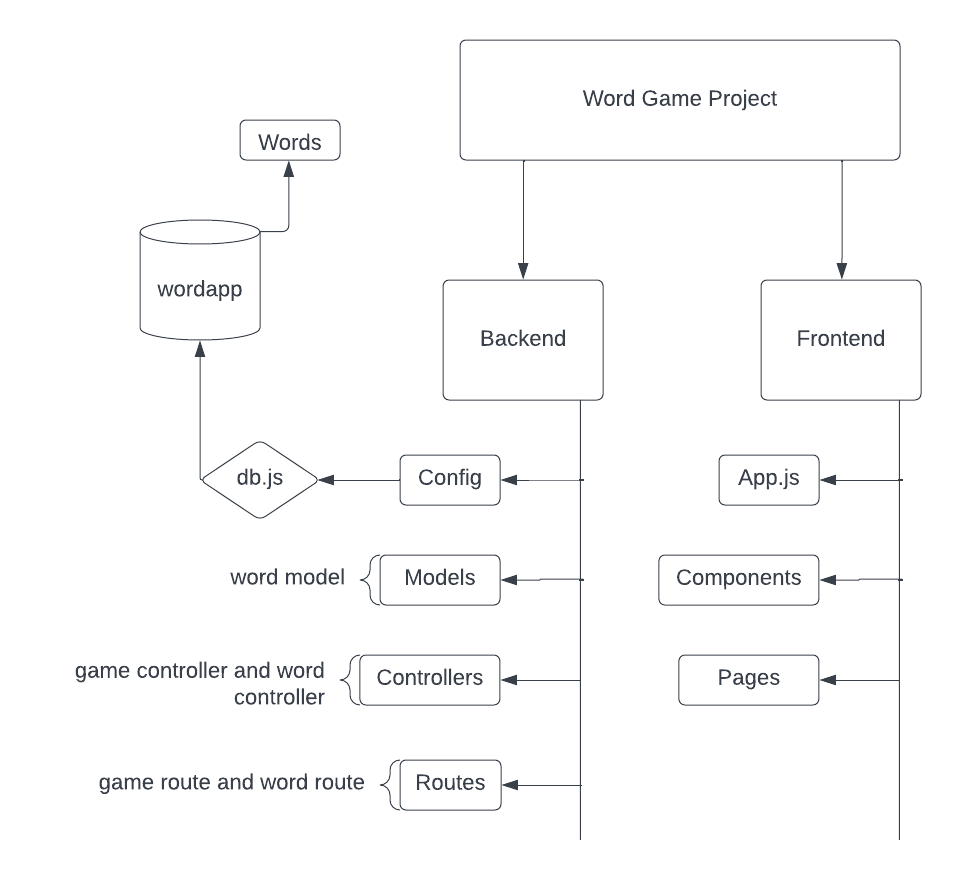 Word Game Project
Words
wordapp
Backend
Frontend
db.js
Config
App.js
word model
Models
Components
game controller and word
controller
Controllers
Pages
game route and word route
Routes